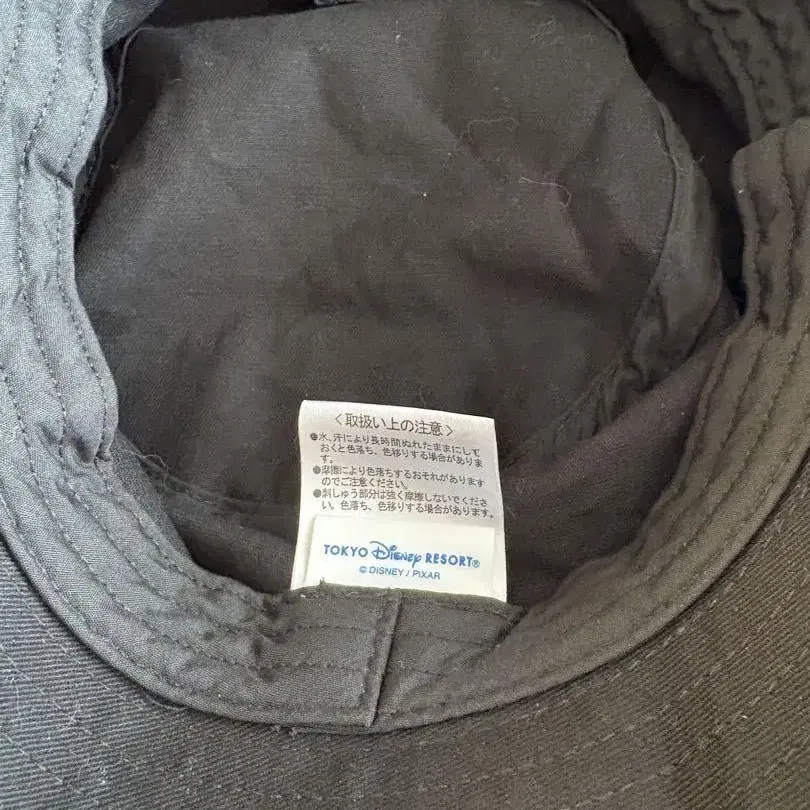 〈取扱い上の注意〉
●水、汗により長時間ぬれたままにして
おくと色落ち、色移りする場合がありま
す。
●摩擦により色落ちするおそれがあります
のでご注意ください。
●刺しゅう部分は強く摩擦しないでくださ
い。色落ち、色移りする場合があります。
TOKYO Disney RESORT®
© DISNEY / PIXAR